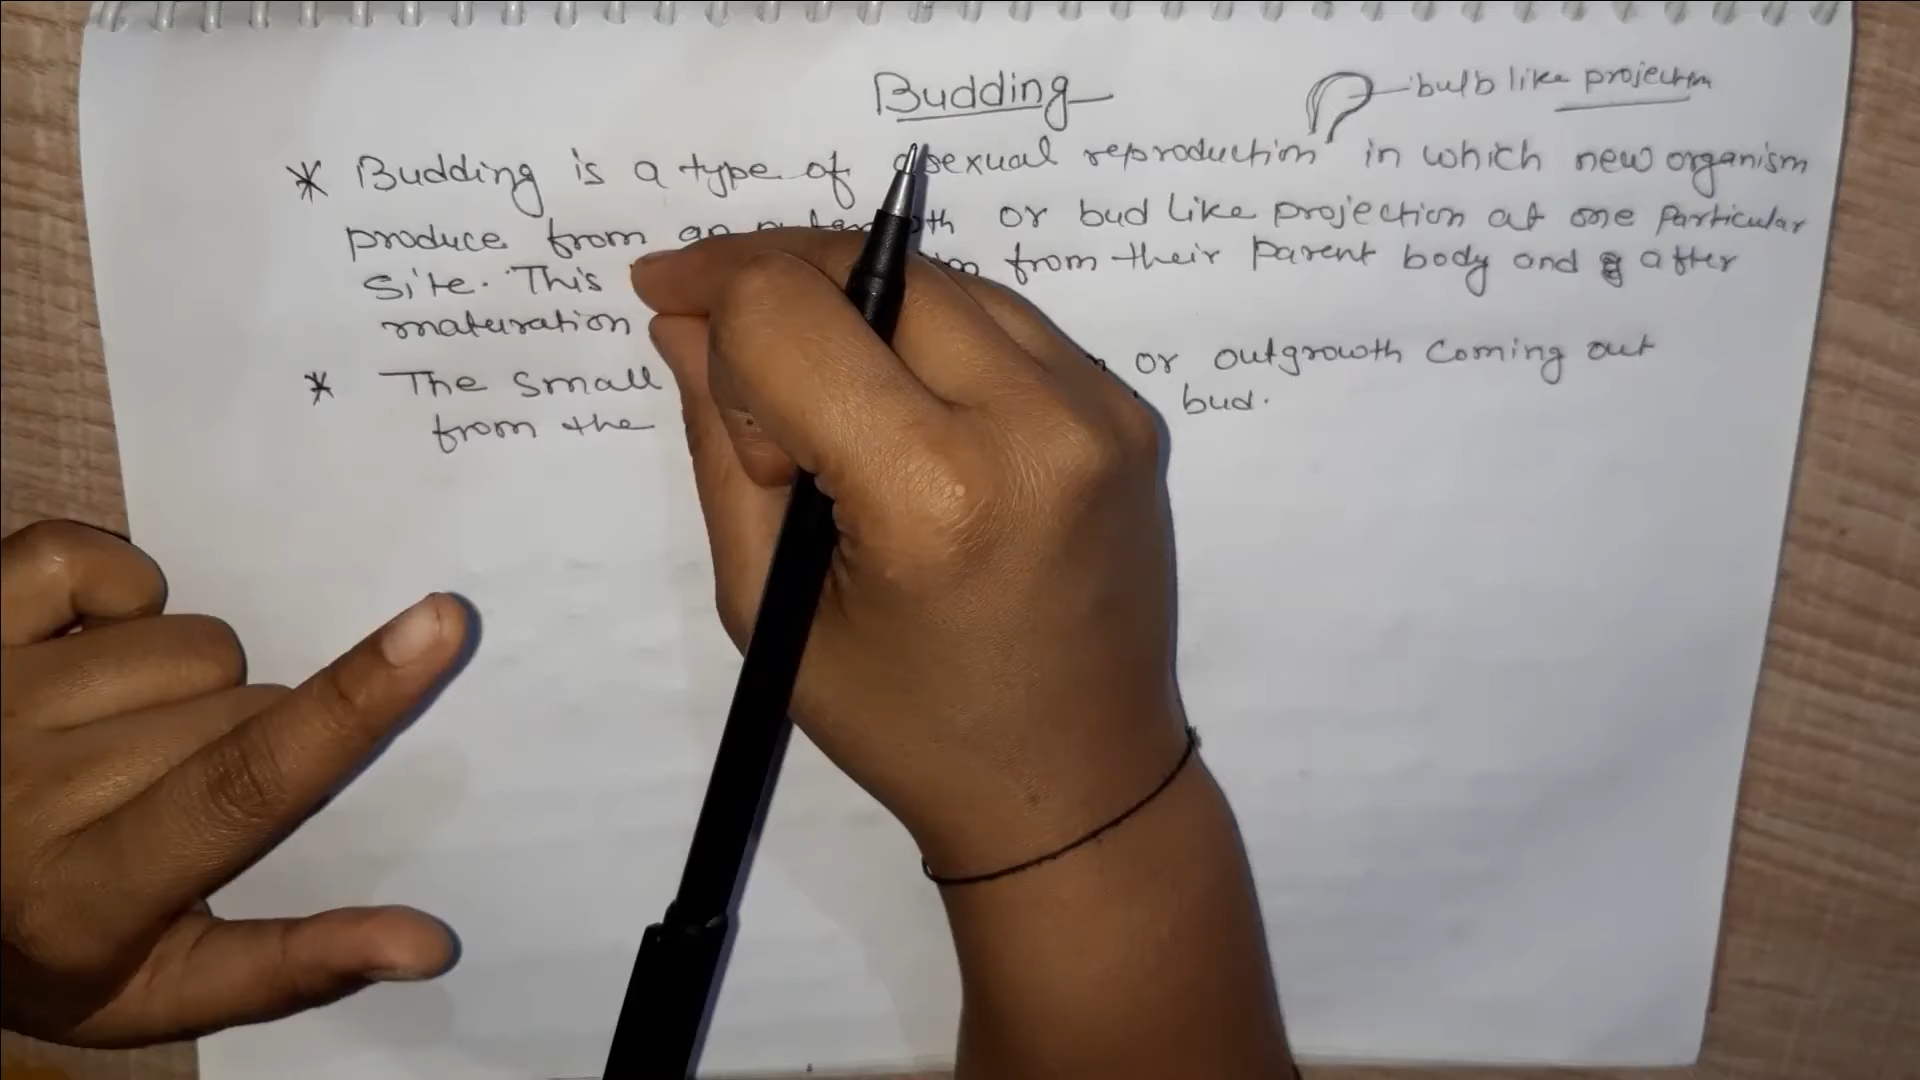 Budding
bulb like projection
* Budding is a type of asexual reproduction in which new organism
produce from an or bud like projection at one Particular
site. This from their Parent body and after
maturation
* The small or outgrowth coming out
from the bud.